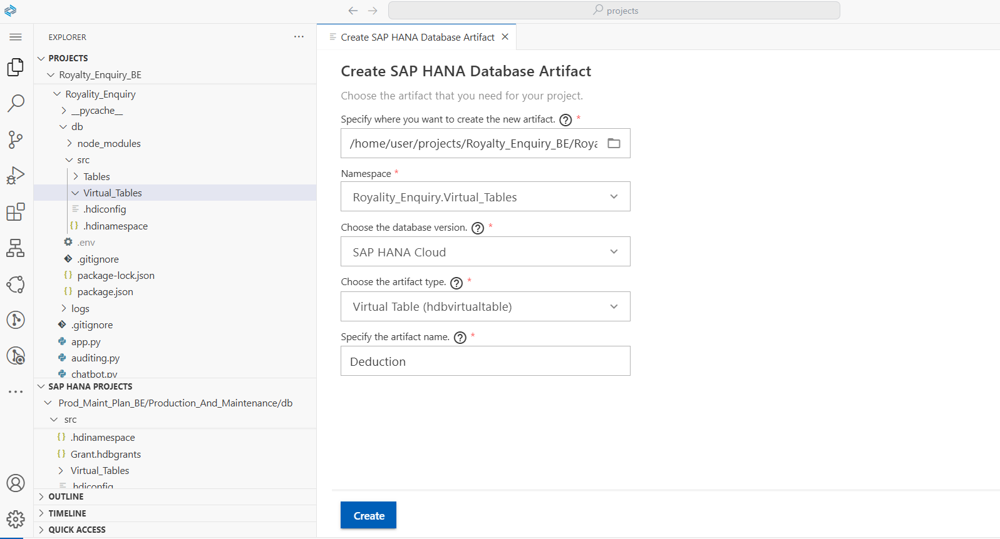 projects
EXPLORER
PROJECTS
Royalty_Enquiry_BE
Royality_Enquiry
__pycache__
db
node_modules
src
Tables
Virtual_Tables
.hdiconfig
.hdinamespace
.env
.gitignore
package-lock.json
package.json
logs
.gitignore
app.py
auditing.py
chatbot.py
SAP HANA PROJECTS
Prod_Maint_Plan_BE/Production_And_Maintenance/db
src
.hdinamespace
Grant.hdbgrants
Virtual_Tables
.hdiconfig
OUTLINE
TIMELINE
QUICK ACCESS
Create SAP HANA Database Artifact
Create SAP HANA Database Artifact
Choose the artifact that you need for your project.
Specify where you want to create the new artifact. ? *
/home/user/projects/Royalty_Enquiry_BE/Roya
Namespace *
Royality_Enquiry.Virtual_Tables
Choose the database version. ? *
SAP HANA Cloud
Choose the artifact type. ? *
Virtual Table (hdbvirtualtable)
Specify the artifact name. ? *
Deduction
Create